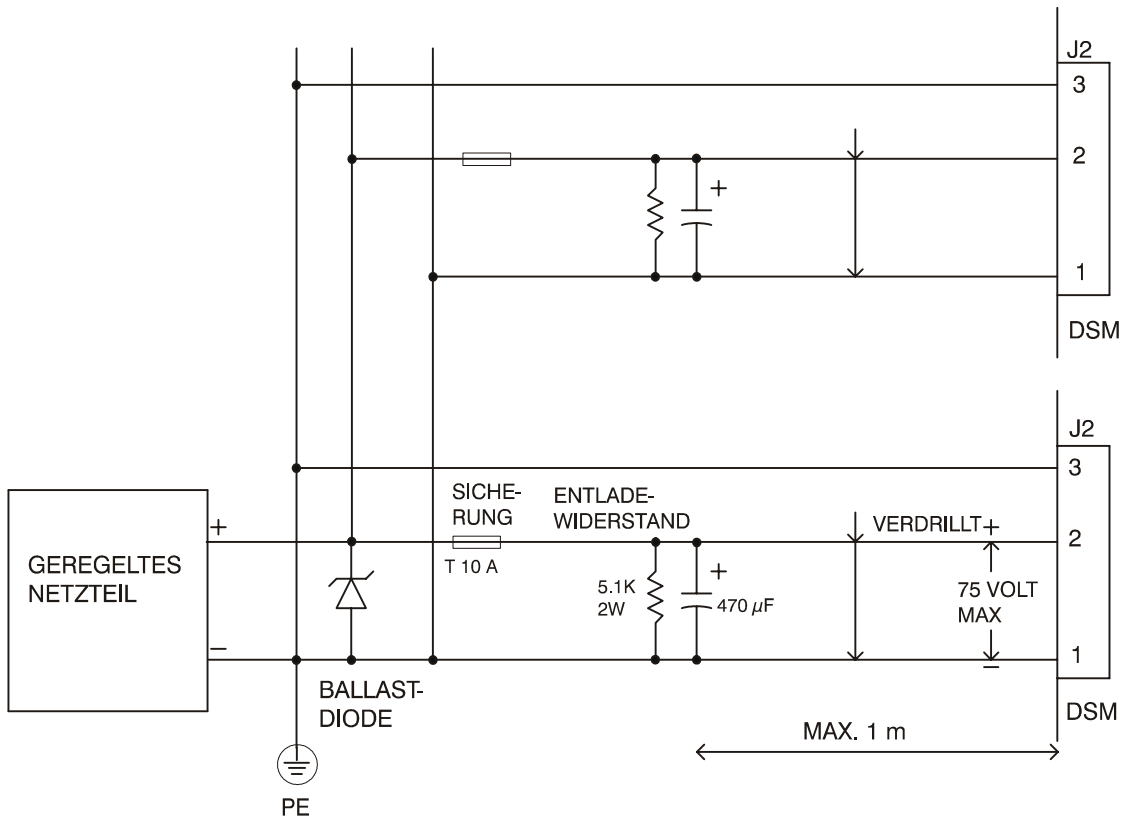 J2
3
2
+
1
DSM
J2
3
SICHE-
RUNG
ENTLADE-
WIDERSTAND
VERDRILLT
+
+
2
T 10 A
GEREGELTES
NETZTEIL
5.1K
2W
+
470 µF
75 VOLT
MAX
−
−
1
BALLAST-
DIODE
DSM
MAX. 1 m
PE